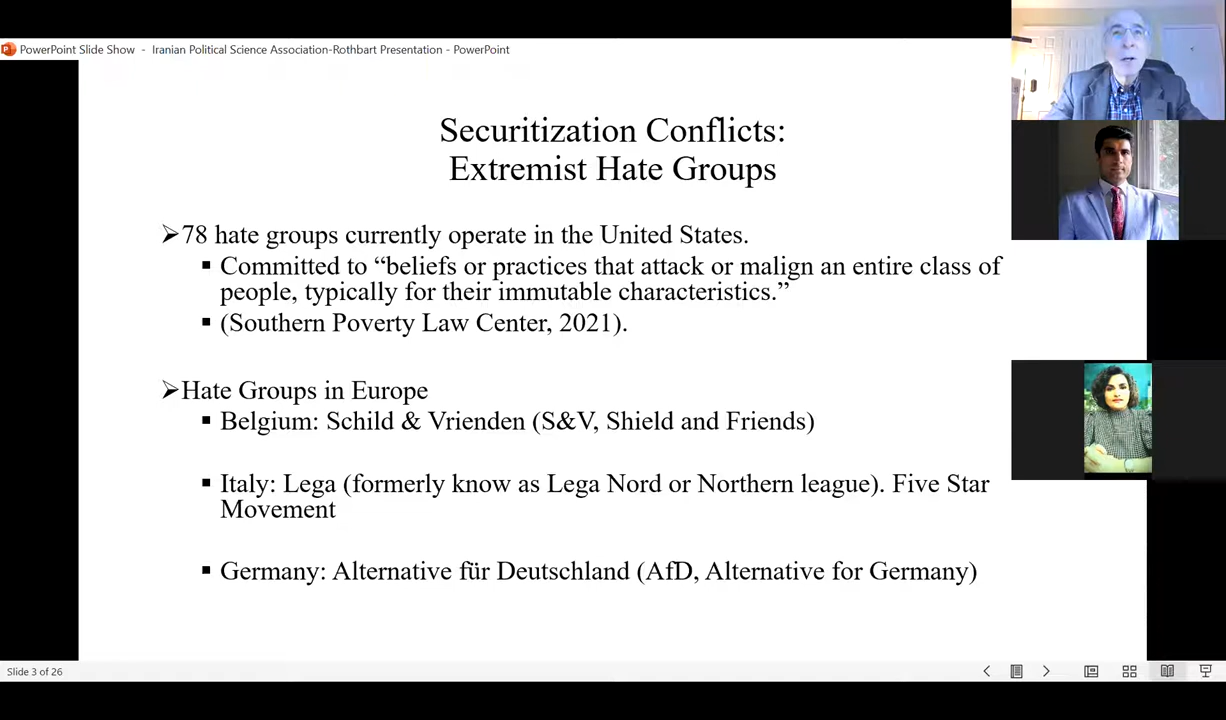 PowerPoint Slide Show - Iranian Political Science Association-Rothbart Presentation - PowerPoint
Securitization Conflicts:
Extremist Hate Groups
➢78 hate groups currently operate in the United States.
▪ Committed to “beliefs or practices that attack or malign an entire class of
people, typically for their immutable characteristics.”
▪ (Southern Poverty Law Center, 2021).
➢Hate Groups in Europe
▪ Belgium: Schild & Vrienden (S&V, Shield and Friends)
▪ Italy: Lega (formerly know as Lega Nord or Northern league). Five Star
Movement
▪ Germany: Alternative für Deutschland (AfD, Alternative for Germany)
Slide 3 of 26